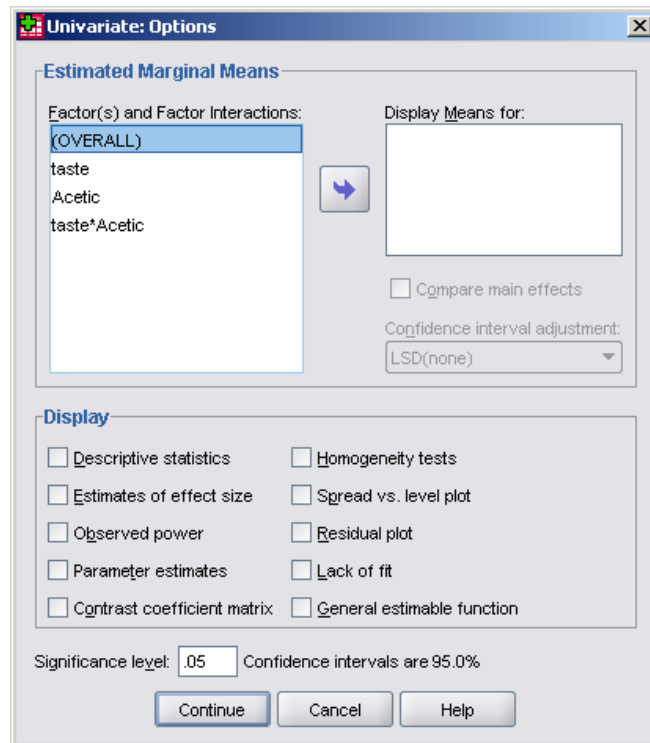 Univariate: Options
Estimated Marginal Means
Factor(s) and Factor Interactions:
(OVERALL)
taste
Acetic
taste*Acetic
Display Means for:
Compare main effects
Confidence interval adjustment:
LSD(none)
Display
Descriptive statistics
Homogeneity tests
Estimates of effect size
Spread vs. level plot
Observed power
Residual plot
Parameter estimates
Lack of fit
Contrast coefficient matrix
General estimable function
Significance level: .05 Confidence intervals are 95.0%
Continue Cancel Help